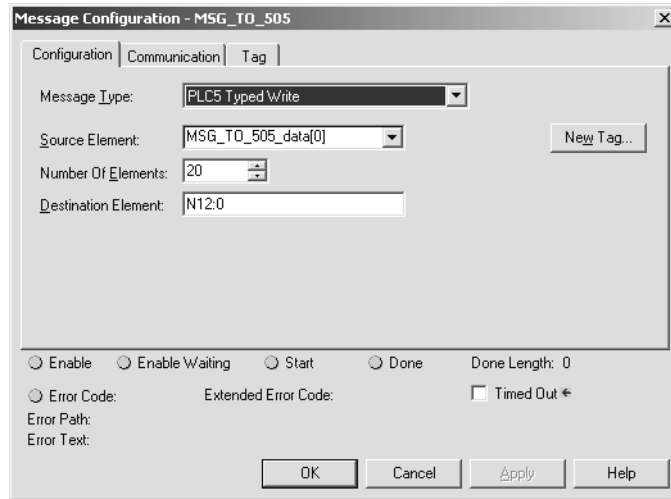 Message Configuration - MSG_TO_505
Configuration Communication Tag
Message Type: PLC5 Typed Write
Source Element: MSG_TO_505_data[0] New Tag...
Number Of Elements: 20
Destination Element: N12:0
Enable Enable Waiting Start Done Done Length: 0
Error Code: Extended Error Code: Timed Out ←
Error Path:
Error Text:
OK Cancel Apply Help